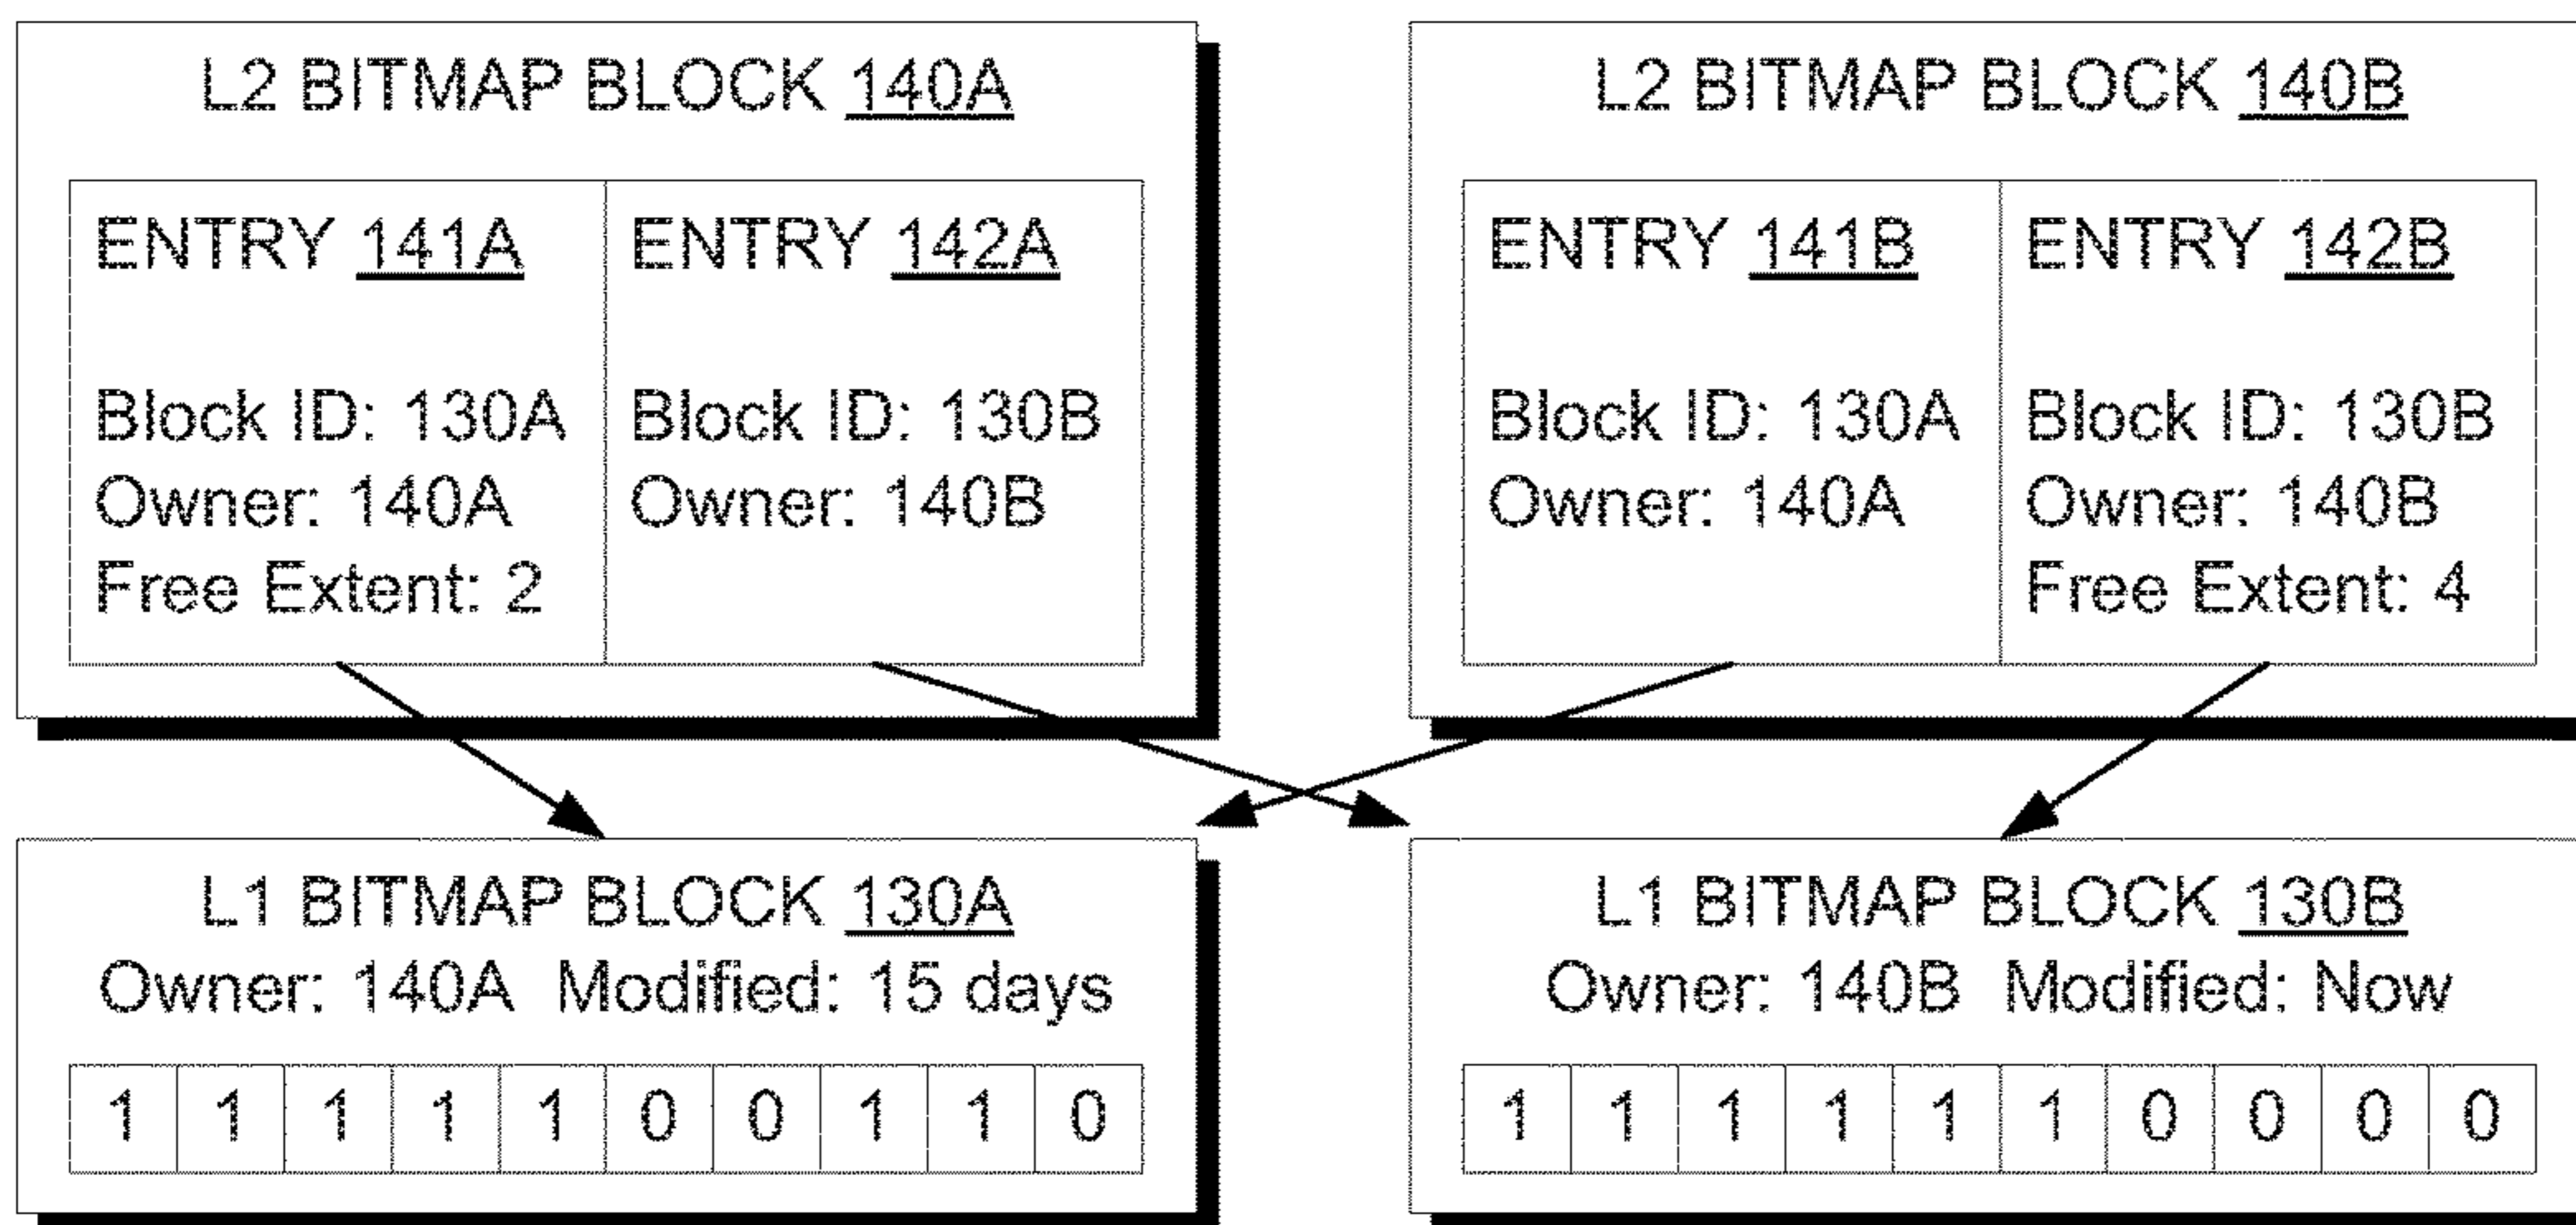 L2 BITMAP BLOCK 140A
ENTRY 141A
Block ID: 130A
Owner: 140A
Free Extent: 2
ENTRY 142A
Block ID: 130B
Owner: 140B
L2 BITMAP BLOCK 140B
ENTRY 141B
Block ID: 130A
Owner: 140A
ENTRY 142B
Block ID: 130B
Owner: 140B
Free Extent: 4
L1 BITMAP BLOCK 130A
Owner: 140A Modified: 15 days
1 1 1 1 1 0 0 1 1 0
L1 BITMAP BLOCK 130B
Owner: 140B Modified: Now
1 1 1 1 1 1 0 0 0 0